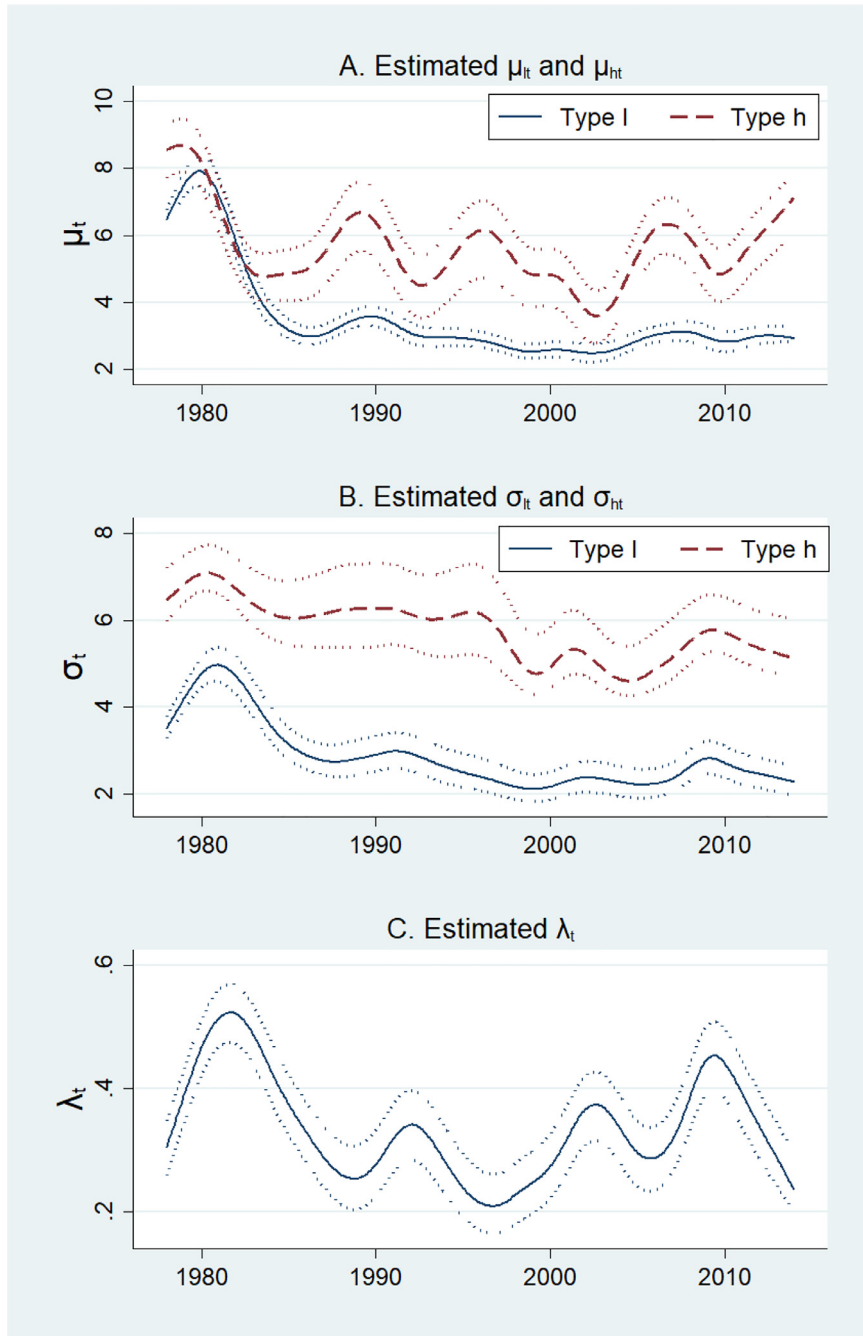 A. Estimated μlt and μht
Type l
Type h
10
8
6
4
2
μt
1980
1990
2000
2010
B. Estimated σlt and σht
Type l
Type h
8
6
4
2
σt
1980
1990
2000
2010
C. Estimated λt
.6
.4
.2
λt
1980
1990
2000
2010